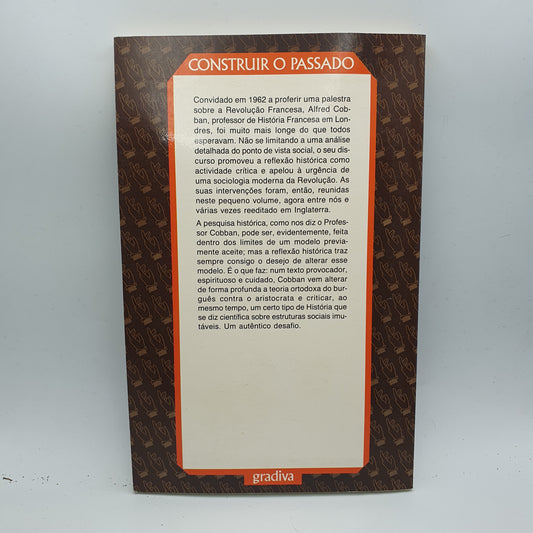 CONSTRUIR O PASSADO
Convidado em 1962 a proferir uma palestra
sobre a Revolução Francesa, Alfred Cob-
ban, professor de História Francesa em Lon-
dres, foi muito mais longe do que todos
esperavam. Não se limitando a uma análise
detalhada do ponto de vista social, o seu dis-
curso promoveu a reflexão histórica como
actividade crítica e apelou à urgência de
uma sociologia moderna da Revolução. As
suas intervenções foram, então, reunidas
neste pequeno volume, agora entre nós e
várias vezes reeditado em Inglaterra.
A pesquisa histórica, como nos diz o Profes-
sor Cobban, pode ser, evidentemente, feita
dentro dos limites de um modelo previa-
mente aceite; mas a reflexão histórica traz
sempre consigo o desejo de alterar esse
modelo. É o que faz: num texto provocador,
espirituoso e cuidado, Cobban vem alterar
de forma profunda a teoria ortodoxa do bur-
guês contra o aristocrata e criticar, ao
mesmo tempo, um certo tipo de História que
se diz científica sobre estruturas sociais imu-
táveis. Um autêntico desafio.
gradiva